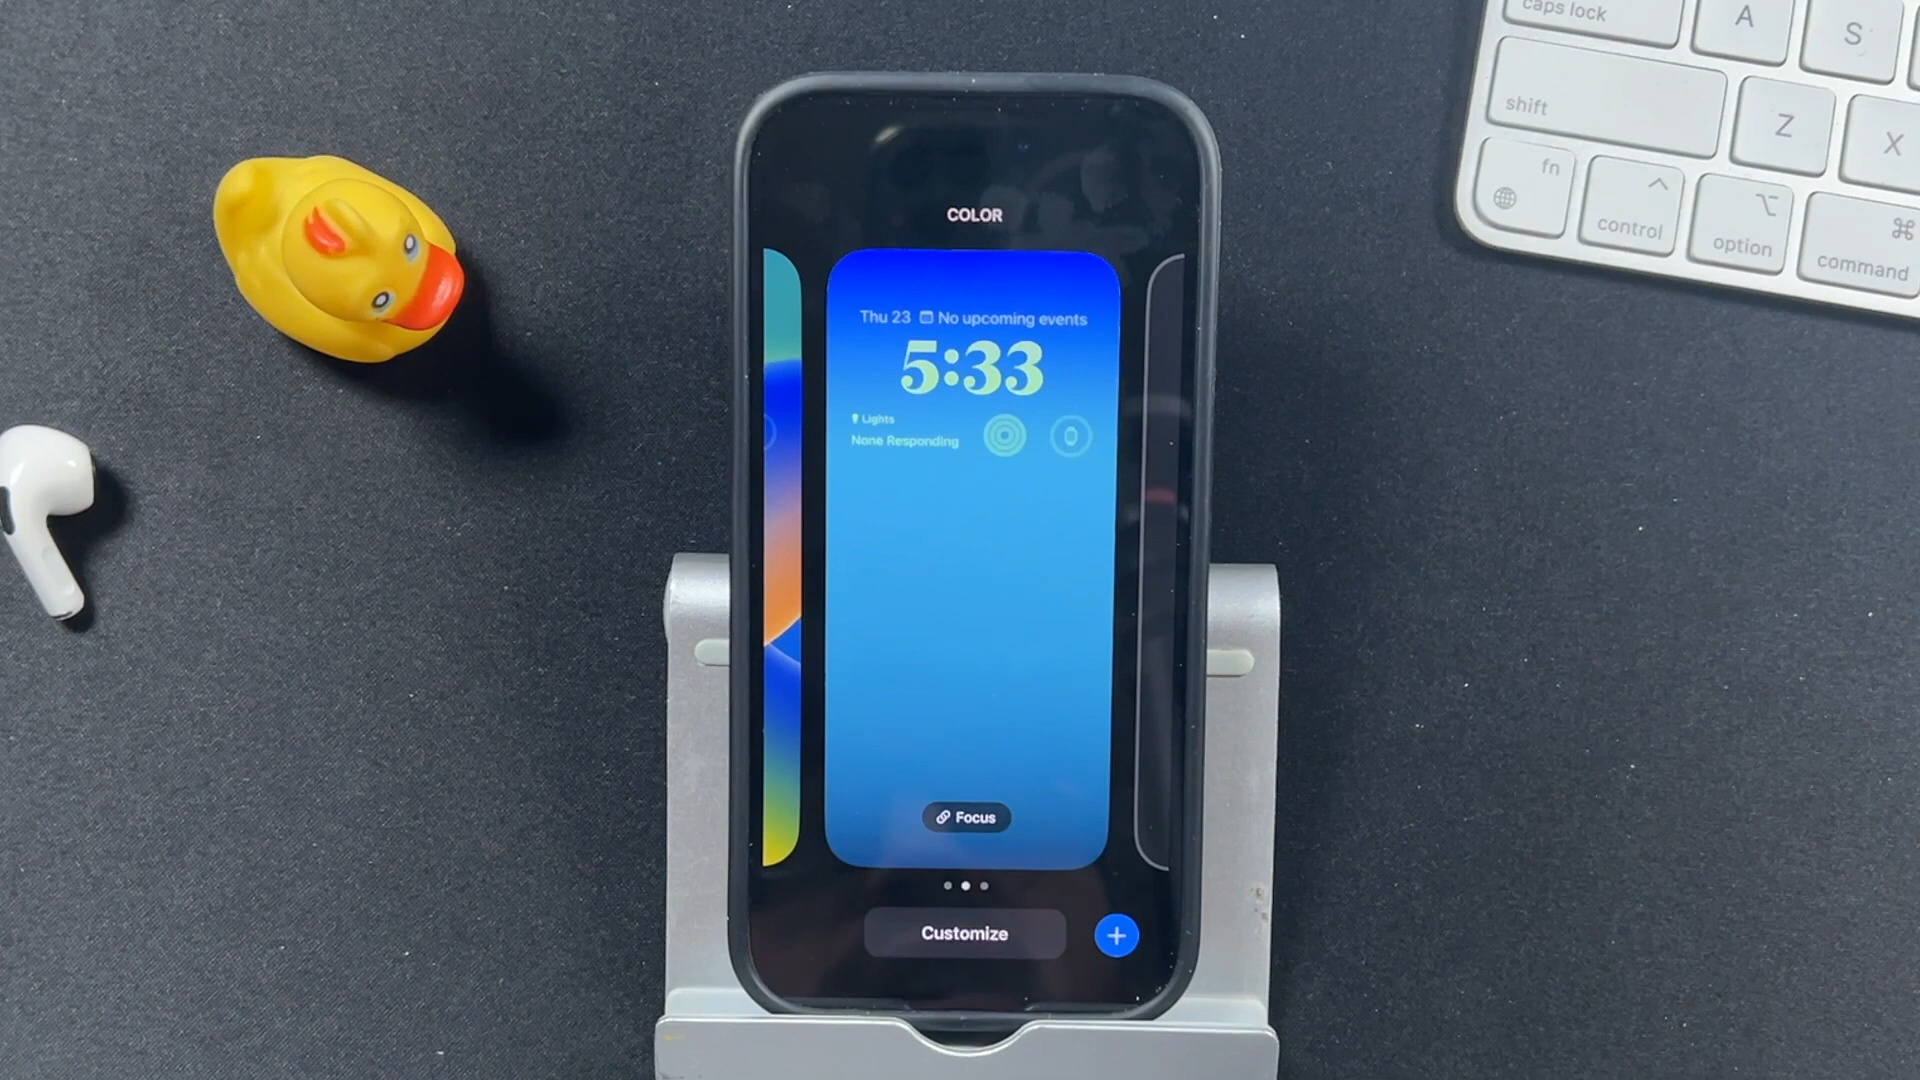 COLOR
Thu 23 No upcoming events
5:33
Lights
None Responding
Focus
Customize
caps lock
A
S
shift
Z
X
fn
control
option
command